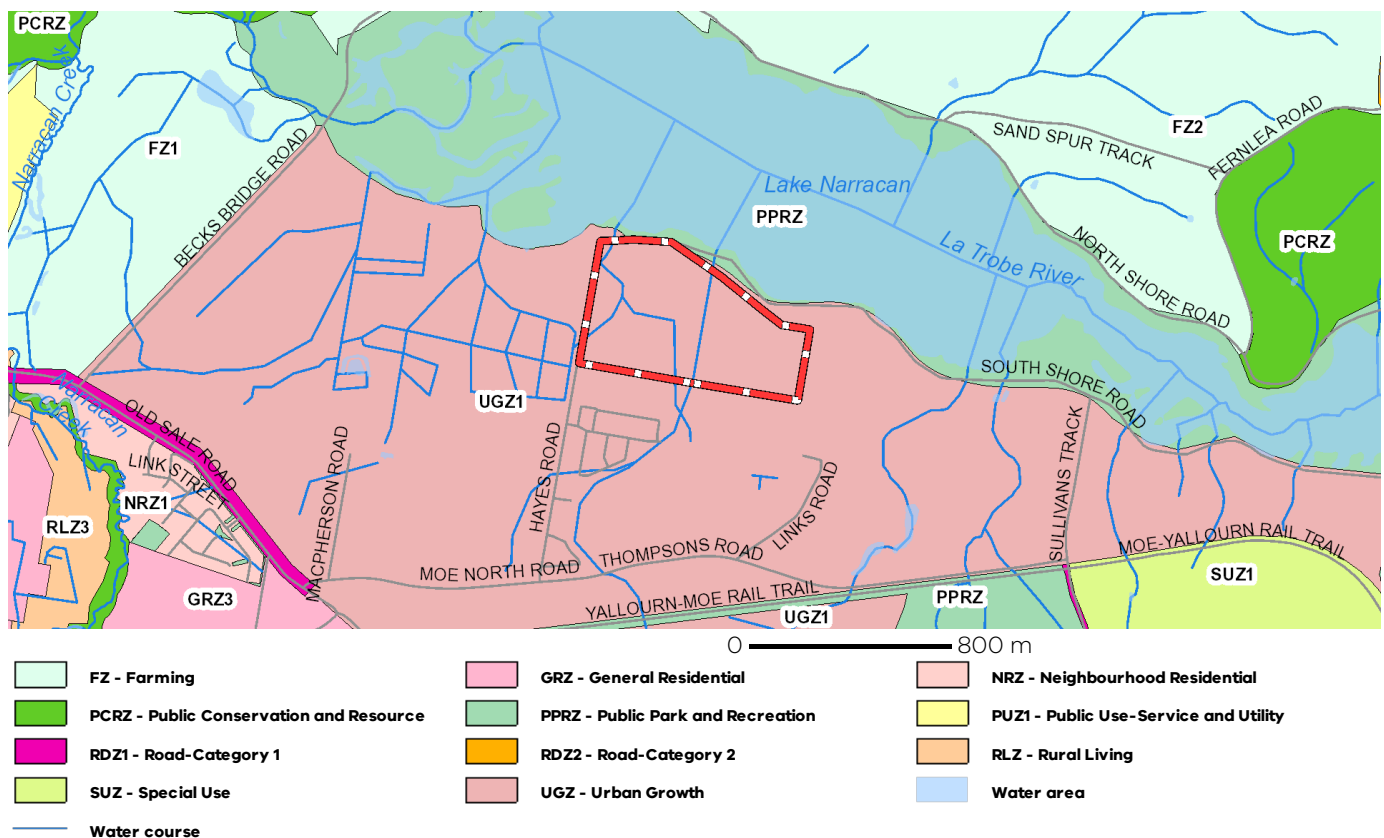 PCRZ
Narracan Creek
FZ1
BECKS BRIDGE ROAD
SAND SPUR TRACK
FZ2
FERNLEA ROAD
Lake Narracan
PPRZ
La Trobe River
NORTH SHORE ROAD
PCRZ
SOUTH SHORE ROAD
Narracan Creek
OLD SALE ROAD
LINK STREET
NRZ1
RLZ3
GRZ3
UGZ1
MACPHERSON ROAD
HAYES ROAD
LINKS ROAD
SULLIVANS TRACK
MOE NORTH ROAD
THOMPSONS ROAD
MOE-YALLOURN RAIL TRAIL
YALLOURN-MOE RAIL TRAIL
UGZ1
PPRZ
SUZ1
0 800 m
FZ - Farming
GRZ - General Residential
NRZ - Neighbourhood Residential
PCRZ - Public Conservation and Resource
PPRZ - Public Park and Recreation
PUZ1 - Public Use-Service and Utility
RDZ1 - Road-Category 1
RDZ2 - Road-Category 2
RLZ - Rural Living
SUZ - Special Use
UGZ - Urban Growth
Water area
Water course